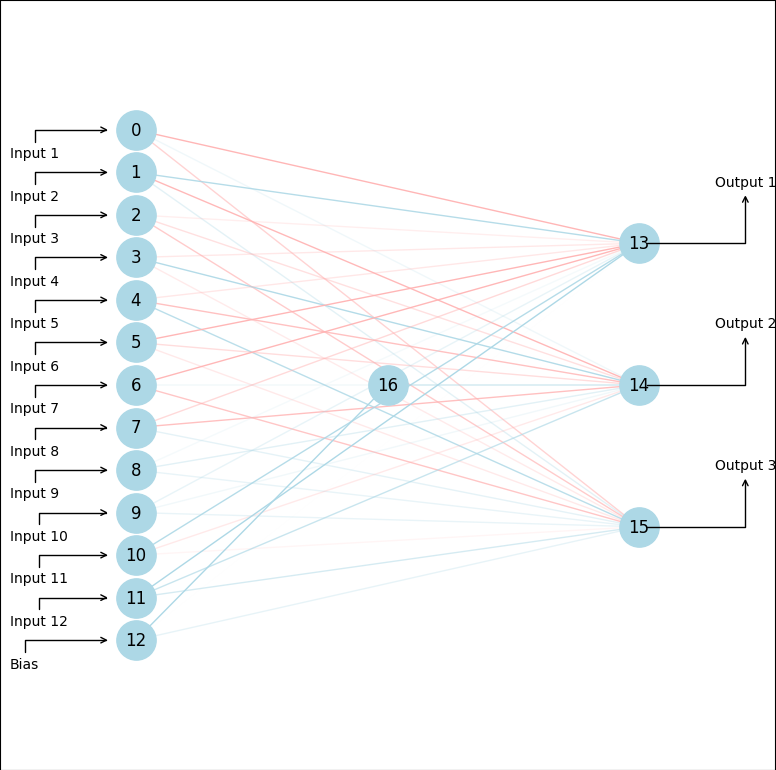 0
Input 1
1
Input 2
2
Input 3
3
Input 4
4
Input 5
5
Input 6
6
Input 7
7
Input 8
8
Input 9
9
Input 10
10
Input 11
11
Input 12
12
Bias
16
Output 1
13
Output 2
14
Output 3
15